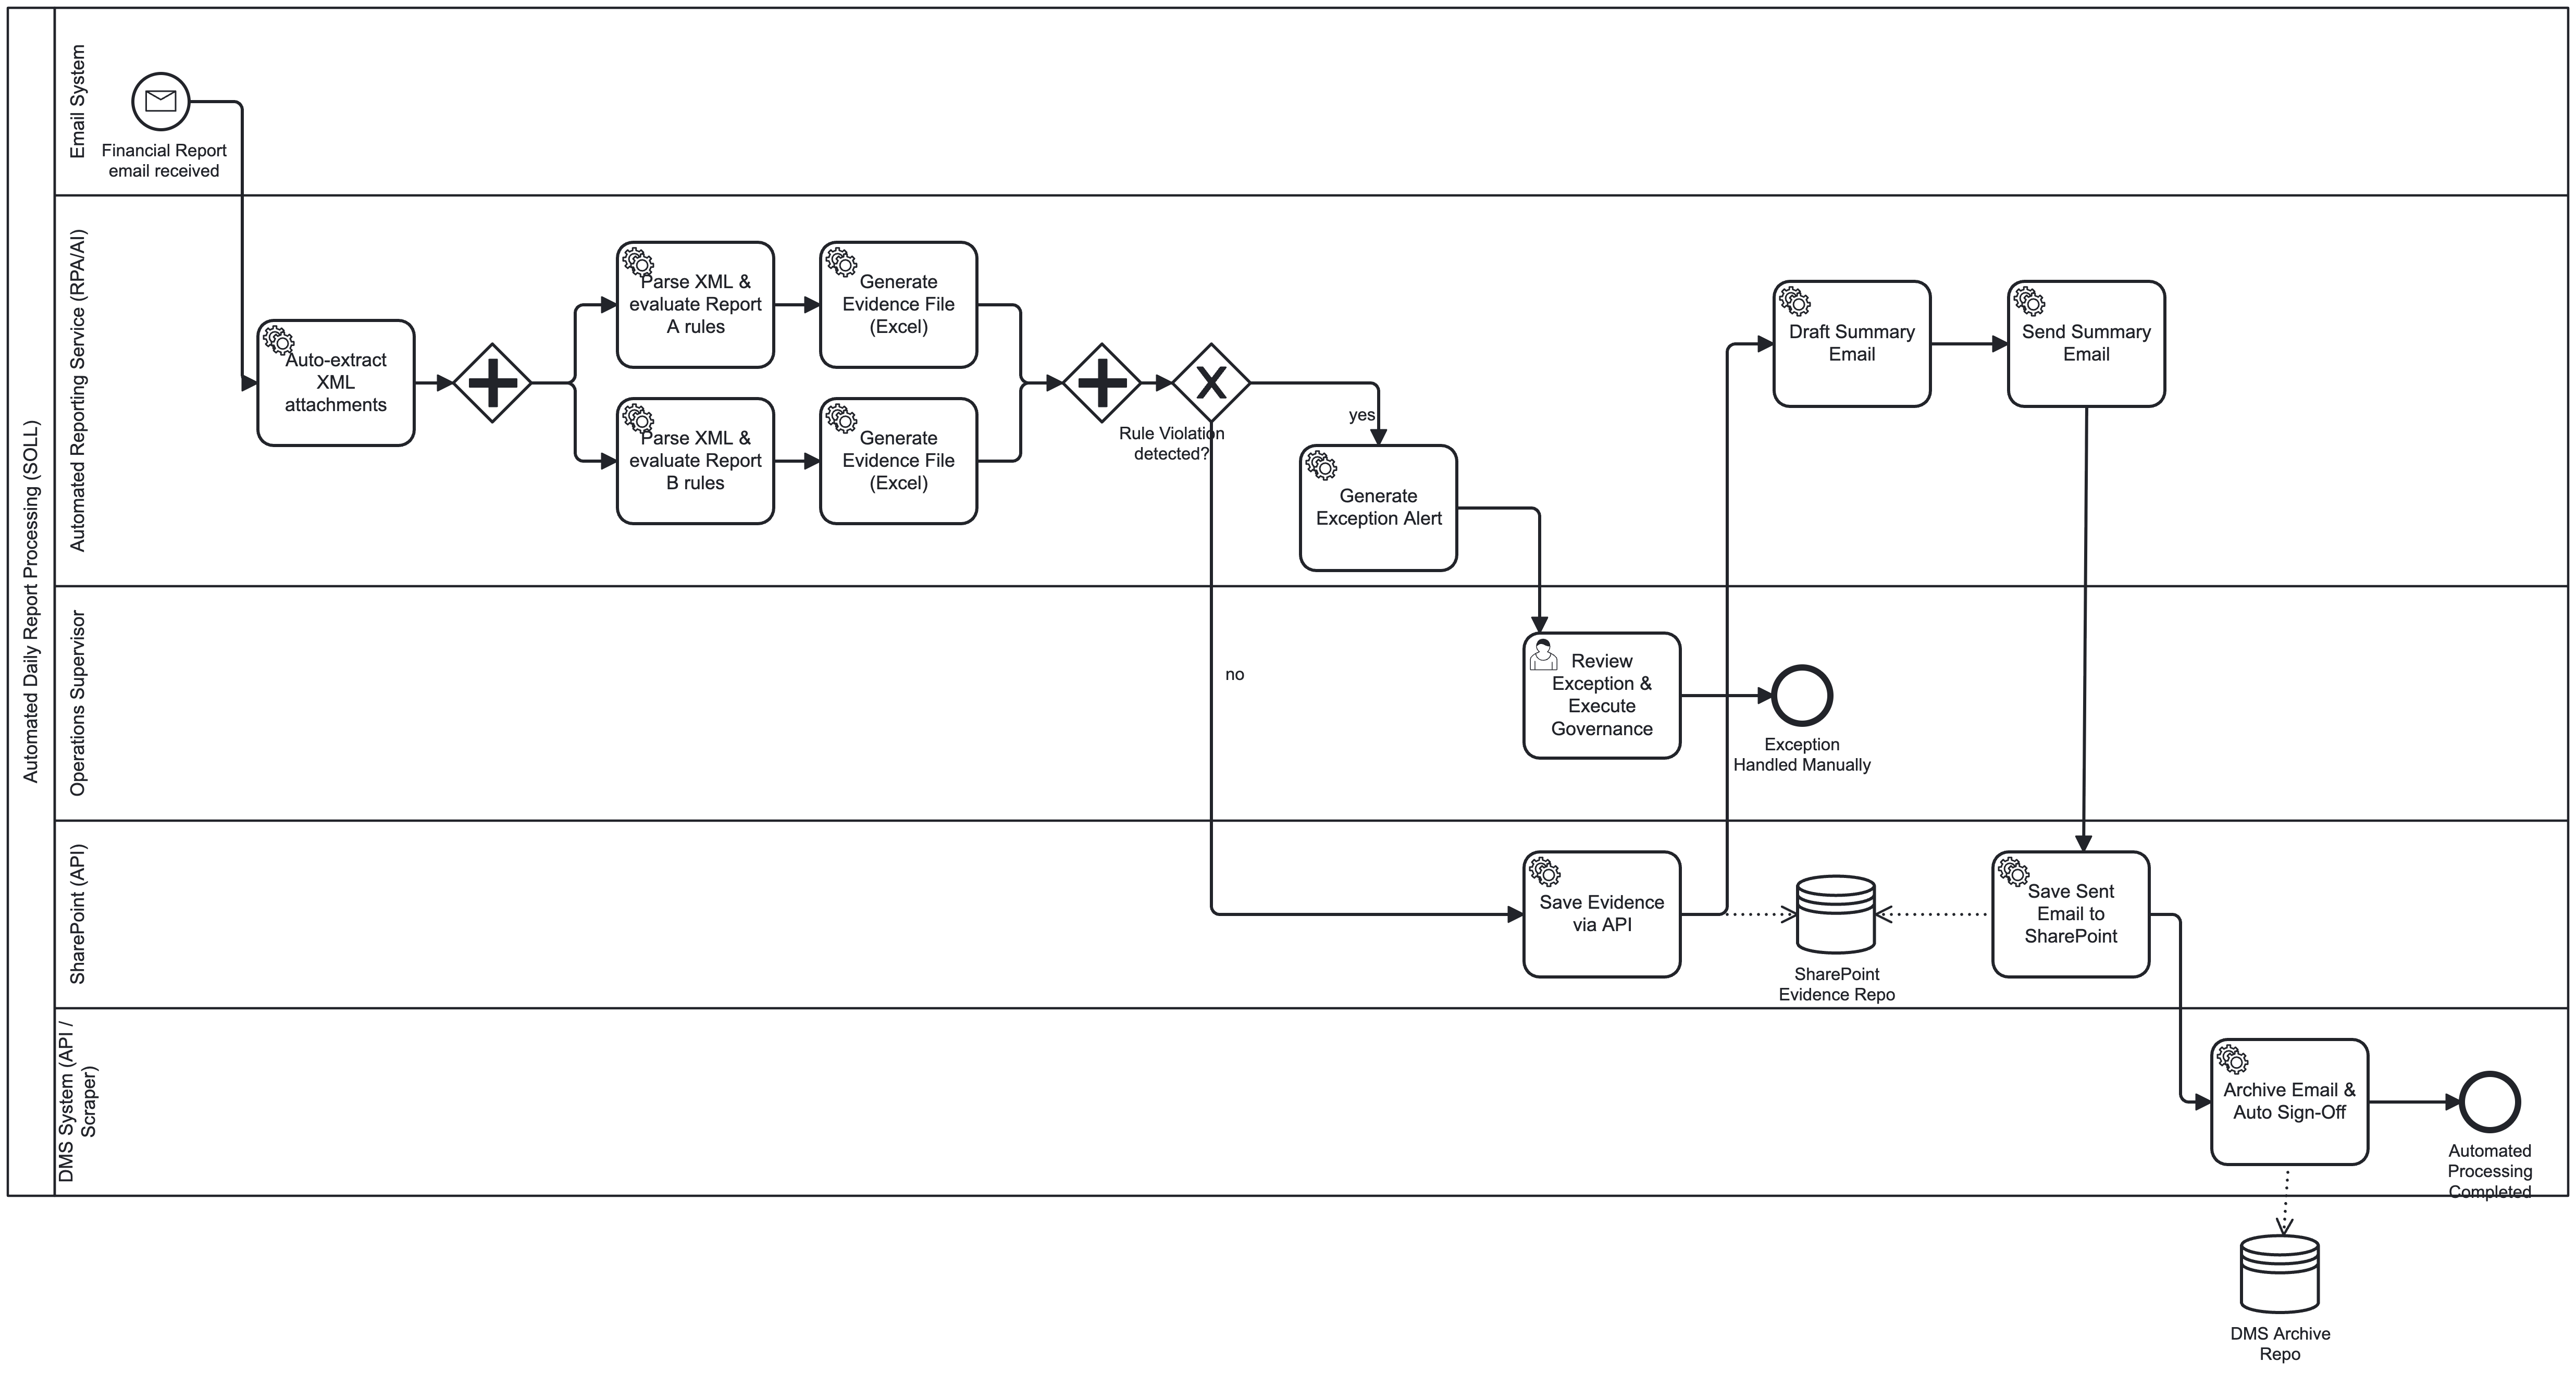 Automated Daily Report Processing (SOLL)
Email System
Financial Report
email received
Automated Reporting Service (RPA/AI)
Auto-extract
XML
attachments
Parse XML &
evaluate Report
A rules
Generate
Evidence File
(Excel)
Parse XML &
evaluate Report
B rules
Generate
Evidence File
(Excel)
Rule Violation
detected?
yes
no
Generate
Exception Alert
Draft Summary
Email
Send Summary
Email
Operations Supervisor
Review
Exception &
Execute
Governance
Exception
Handled Manually
SharePoint (API)
Save Evidence
via API
SharePoint
Evidence Repo
Save Sent
Email to
SharePoint
DMS System (API /
Scraper)
Archive Email &
Auto Sign-Off
Automated
Processing
Completed
DMS Archive
Repo